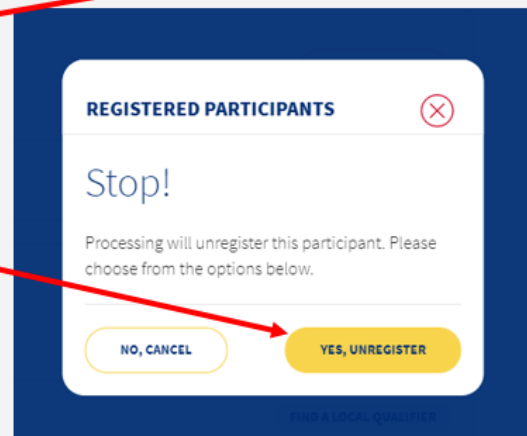 REGISTERED PARTICIPANTS
Stop!
Processing will unregister this participant. Please
choose from the options below.
NO, CANCEL
YES, UNREGISTER
FIND A LOCAL QUALIFIER